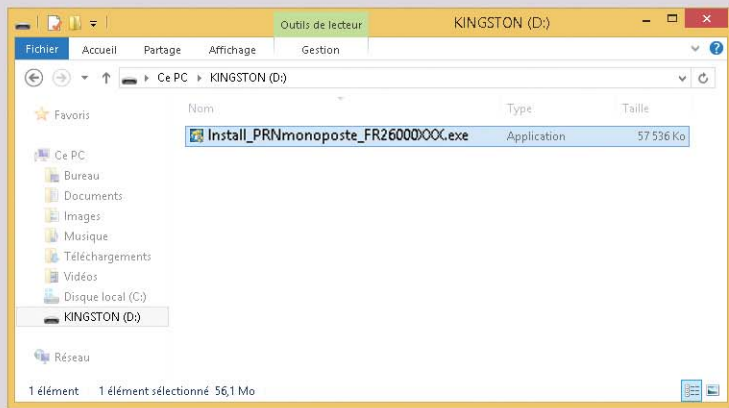 Outils de lecteur KINGSTON (D:)
Fichier Accueil Partage Affichage Gestion
Ce PC KINGSTON (D:)
Nom Type Taille
Favoris
Install_PRNmonoposte_FR26000XXX.exe Application 57 536 Ko
Ce PC
Bureau
Documents
Images
Musique
Téléchargements
Vidéos
Disque local (C:)
KINGSTON (D:)
Réseau
1 élément 1 élément sélectionné 56,1 Mo